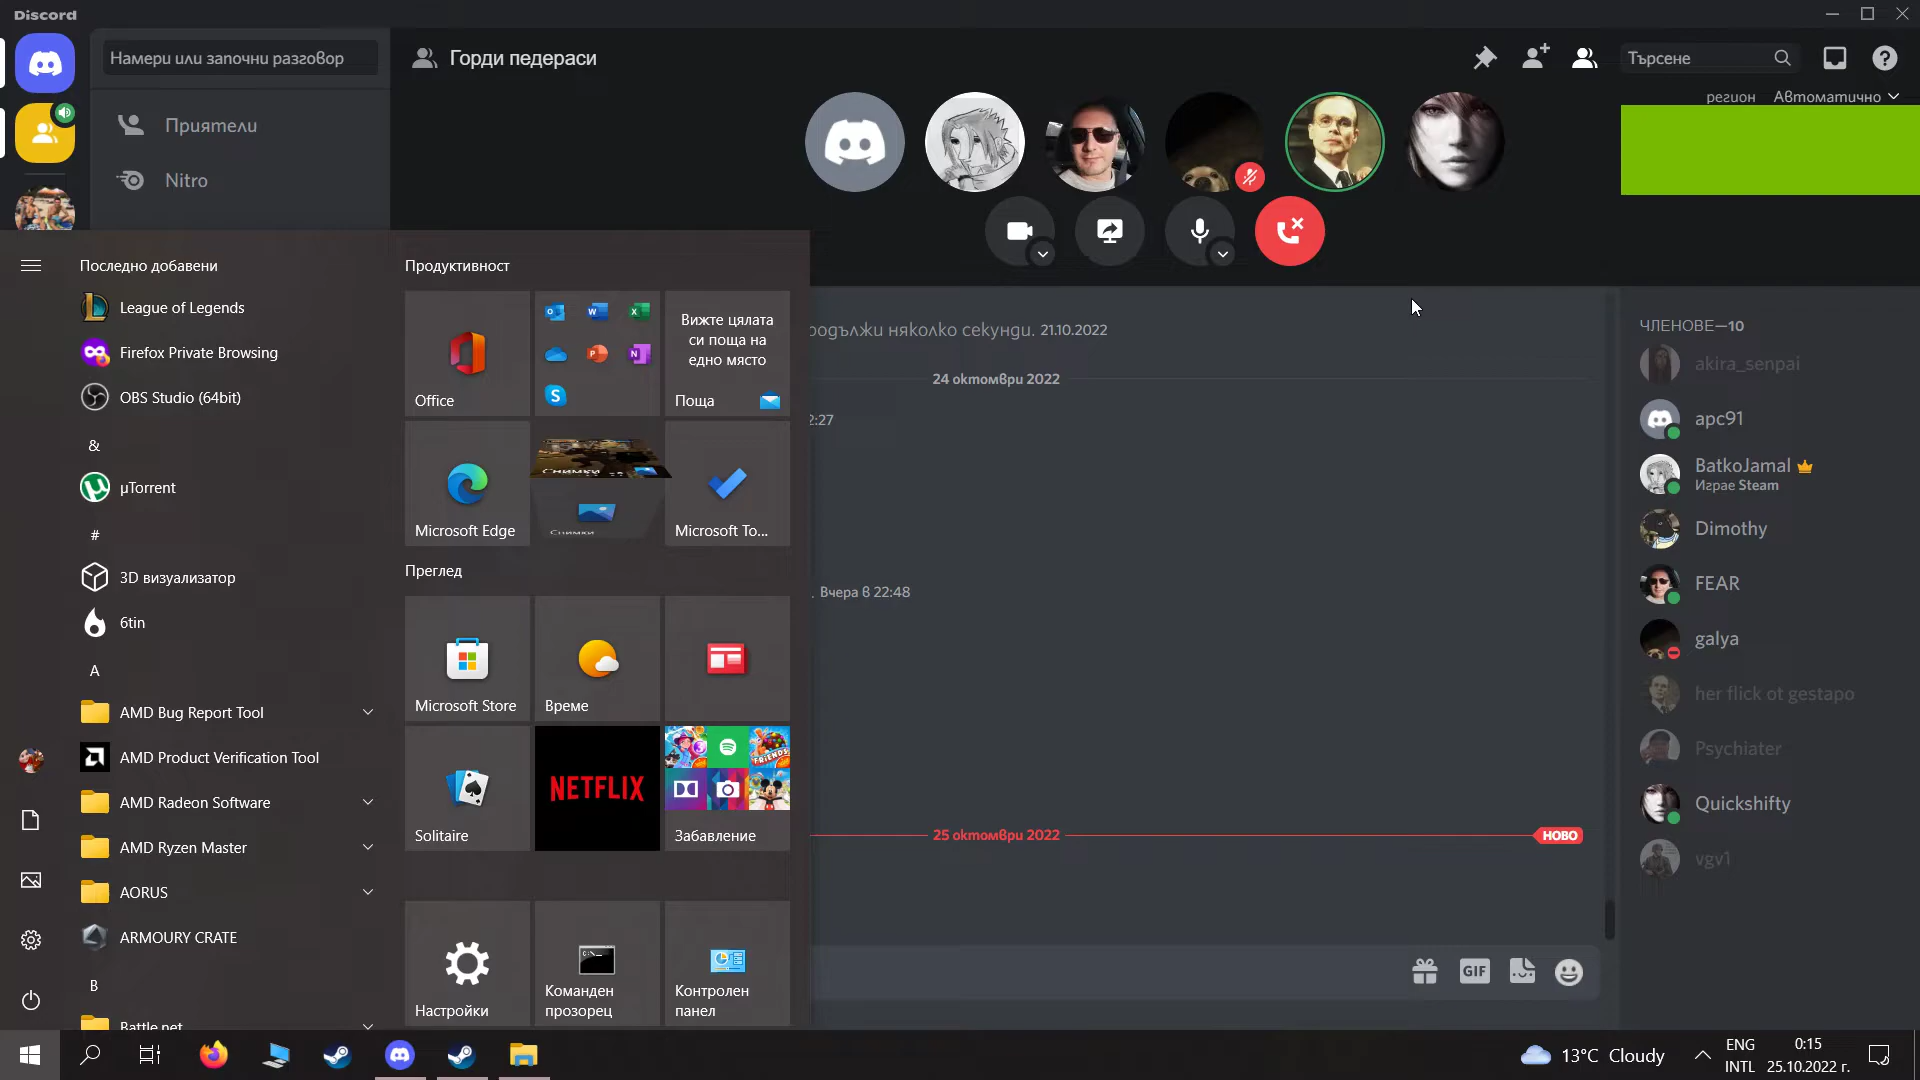 Discord
Намери или започни разговор
Горди педераси
Търсене
Приятели
Nitro
регион Автоматично
Последно добавени
League of Legends
Firefox Private Browsing
OBS Studio (64bit)
&
µTorrent
#
3D визуализатор
6tin
A
AMD Bug Report Tool
AMD Product Verification Tool
AMD Radeon Software
AMD Ryzen Master
AORUS
ARMOURY CRATE
B
Battle.net
Продуктивност
Office
Вижте цялата
си поща на
едно място
Поща
Microsoft Edge
Снимки
Снимки
Microsoft To...
Преглед
Microsoft Store
Време
Solitaire
NETFLIX
FRIENDS
Забавление
Настройки
Команден
прозорец
Контролен
панел
родължи няколко секунди. 21.10.2022
24 октомври 2022
2:27
. Вчера в 22:48
25 октомври 2022
НОВО
GIF
ЧЛЕНОВЕ—10
akira_senpai
apc91
BatkoJamal
Играе Steam
Dimothy
FEAR
galya
her flick ot gestapo
Psychiater
Quickshifty
vgv1
13°C Cloudy
ENG
INTL
0:15
25.10.2022 г.